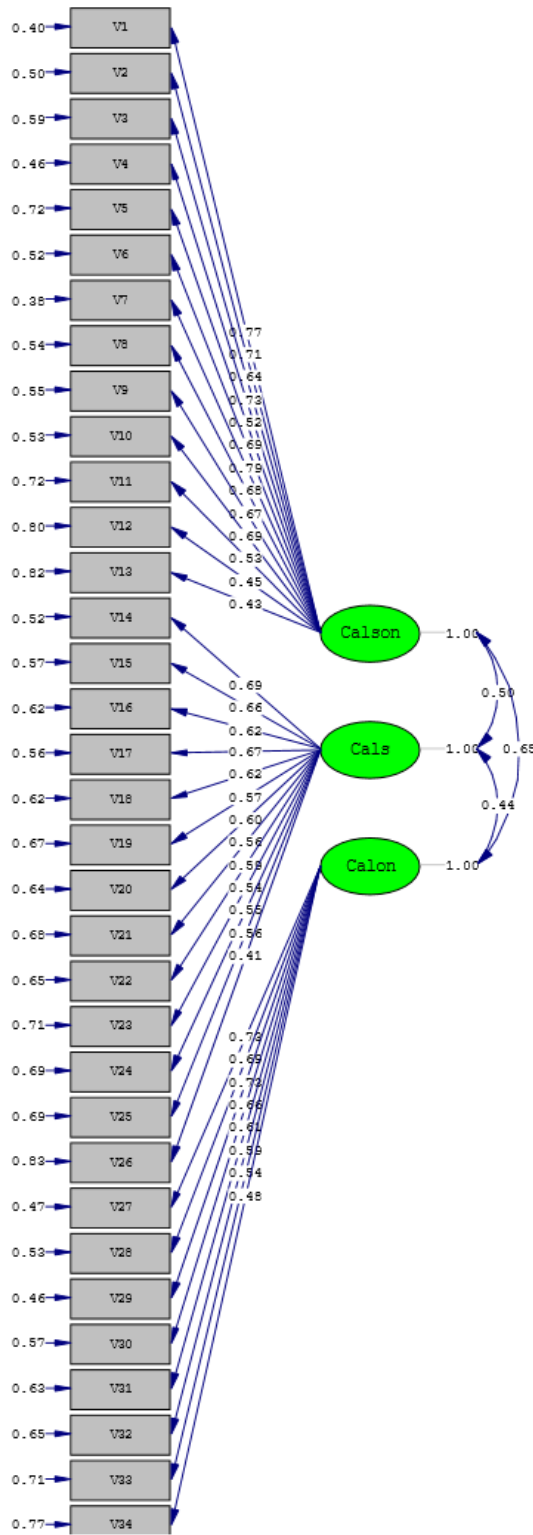 0.40 V1
0.50 V2
0.59 V3
0.46 V4
0.72 V5
0.52 V6
0.38 V7
0.54 V8
0.55 V9
0.53 V10
0.72 V11
0.80 V12
0.82 V13
0.52 V14
0.57 V15
0.62 V16
0.56 V17
0.62 V18
0.67 V19
0.64 V20
0.68 V21
0.65 V22
0.71 V23
0.69 V24
0.69 V25
0.83 V26
0.47 V27
0.53 V28
0.46 V29
0.57 V30
0.63 V31
0.65 V32
0.71 V33
0.77 V34
0.77
0.71
0.64
0.73
0.52
0.69
0.79
0.68
0.67
0.69
0.53
0.45
0.43
0.69
0.66
0.62
0.67
0.62
0.57
0.60
0.56
0.59
0.54
0.55
0.56
0.41
0.73
0.69
0.73
0.66
0.61
0.59
0.54
0.48
Calson 1.00
0.50
Cals 1.00 0.65
0.44
Calon 1.00